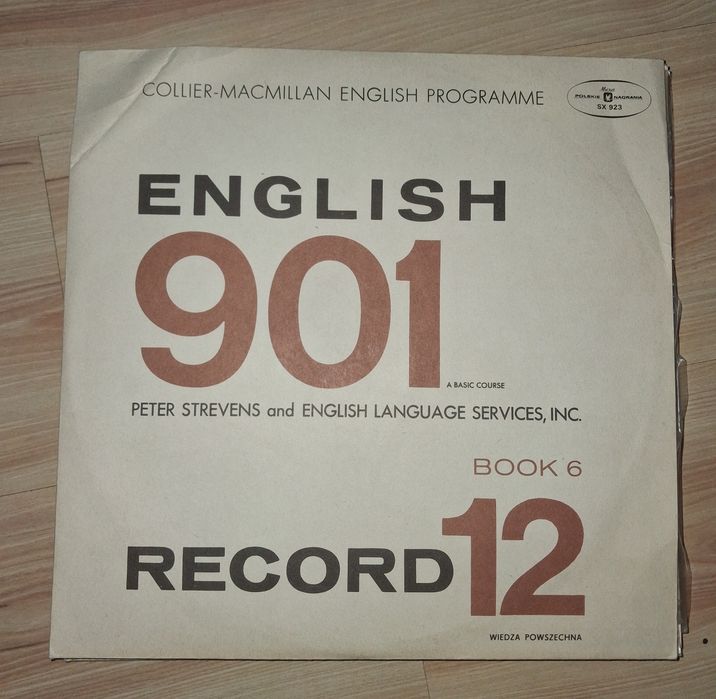 COLLIER-MACMILLAN ENGLISH PROGRAMME
Muza
POLSKIE NAGRANIA
SX 923
ENGLISH
901
A BASIC COURSE
PETER STREVENS and ENGLISH LANGUAGE SERVICES, INC.
BOOK 6
RECORD 12
WIEDZA POWSZECHNA